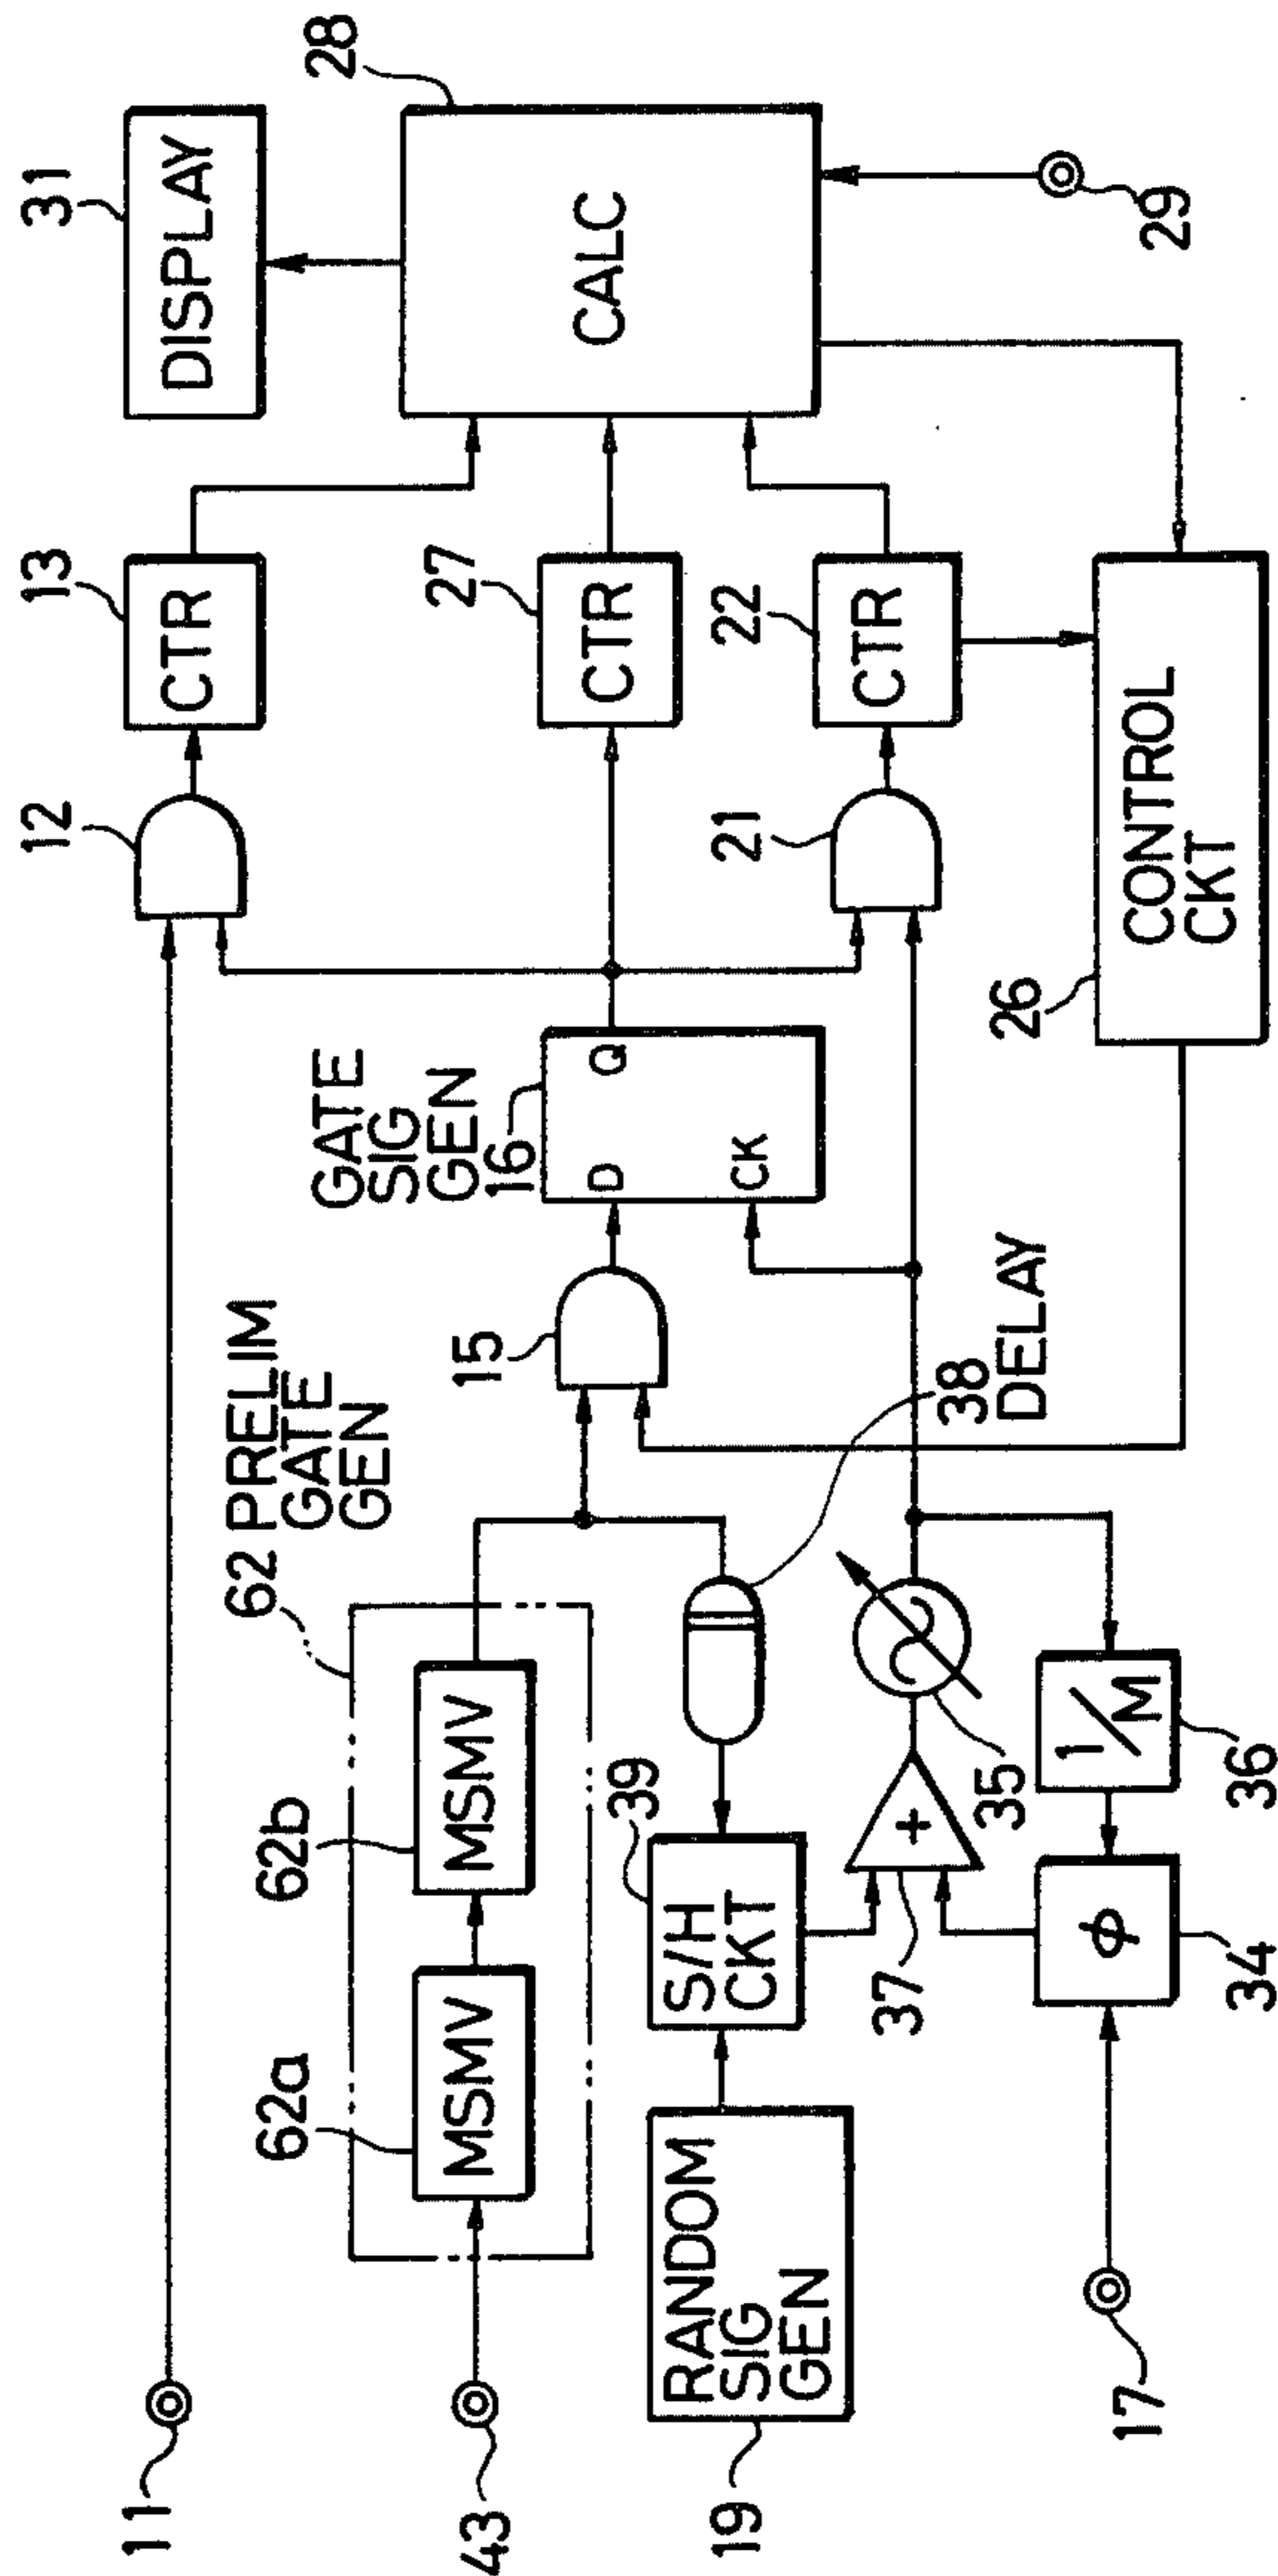 11
12
13
CTR
31
DISPLAY
28
CALC
29
43
62a
MSMV
62b
MSMV
62 PRELIM
GATE
GEN
15
GATE
SIG
GEN
16
D
Q
CK
27
CTR
19
RANDOM
SIG
GEN
39
S/H
CKT
38
DELAY
21
22
CTR
37
+
35
17
34
ϕ
36
1/M
26
CONTROL
CKT